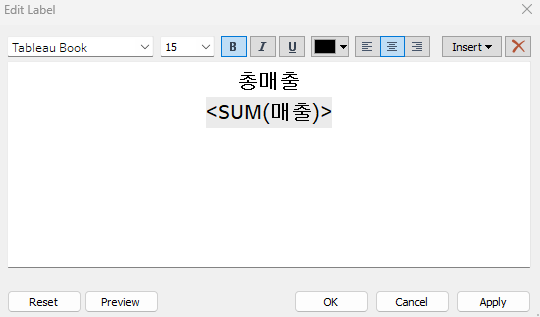 Edit Label
Tableau Book 15 B I U Insert
총매출
<SUM(매출)>
Reset Preview OK Cancel Apply